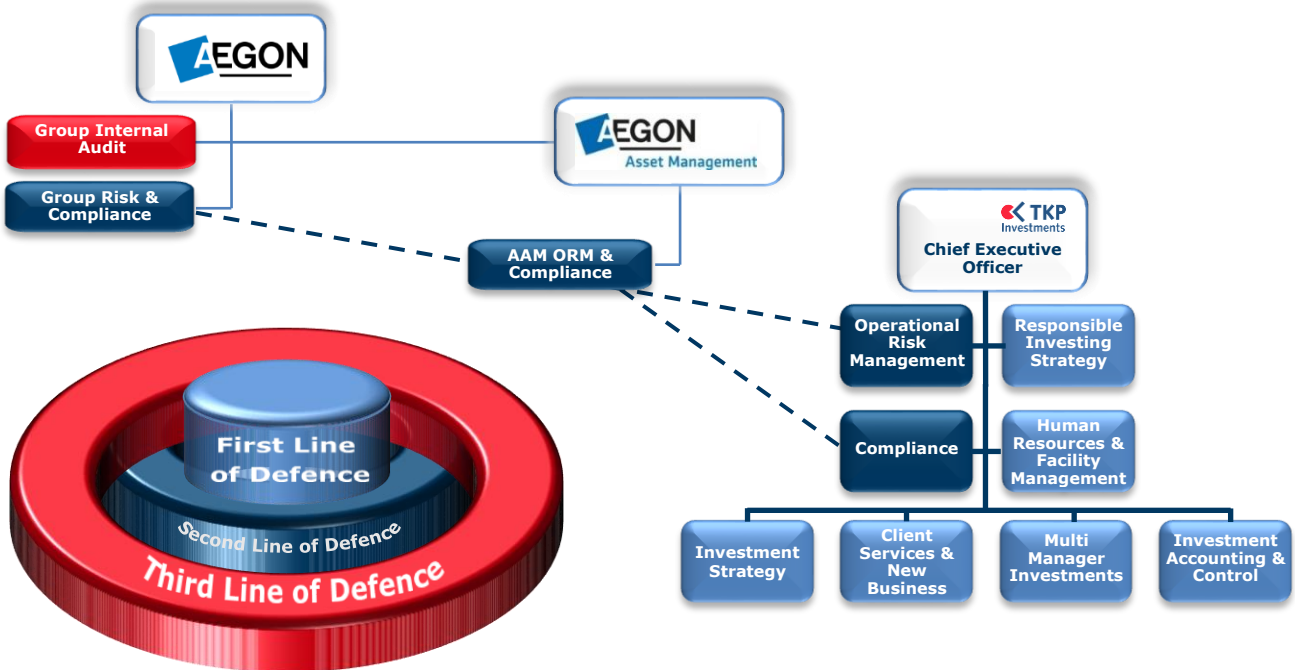 AEGON
Group Internal
Audit
Group Risk &
Compliance
AEGON
Asset Management
AAM ORM &
Compliance
TKP
Investments
Chief Executive
Officer
Operational
Risk
Management
Responsible
Investing
Strategy
Compliance
Human
Resources &
Facility
Management
Investment
Strategy
Client
Services &
New
Business
Multi
Manager
Investments
Investment
Accounting &
Control
First Line
of Defence
Second Line of Defence
Third Line of Defence